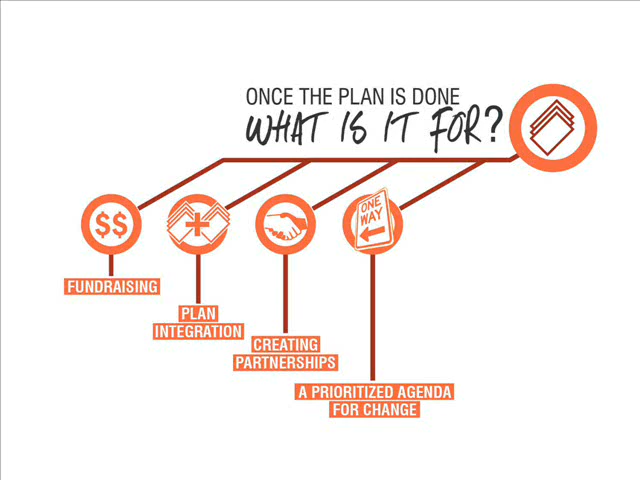 ONCE THE PLAN IS DONE
WHAT IS IT FOR?
$$
ONE
WAY
FUNDRAISING
PLAN
INTEGRATION
CREATING
PARTNERSHIPS
A PRIORITIZED AGENDA
FOR CHANGE